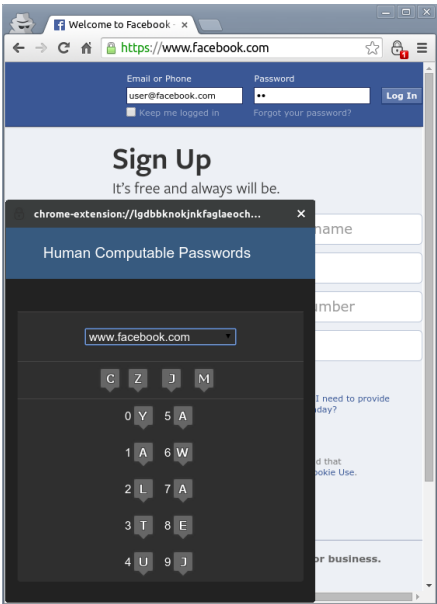 Welcome to Facebook -
https://www.facebook.com
Email or Phone
Password
user@facebook.com
Log In
Keep me logged in
Forgot your password?
Sign Up
It's free and always will be.
chrome-extension://lgdbbknokjnkfaglaeoch...
name
Human Computable Passwords
umber
www.facebook.com
C Z J M
I need to provide
day?
0 Y 5 A
1 A 6 W
d that
ookie Use.
2 L 7 A
3 T 8 E
4 U 9 J
or business.